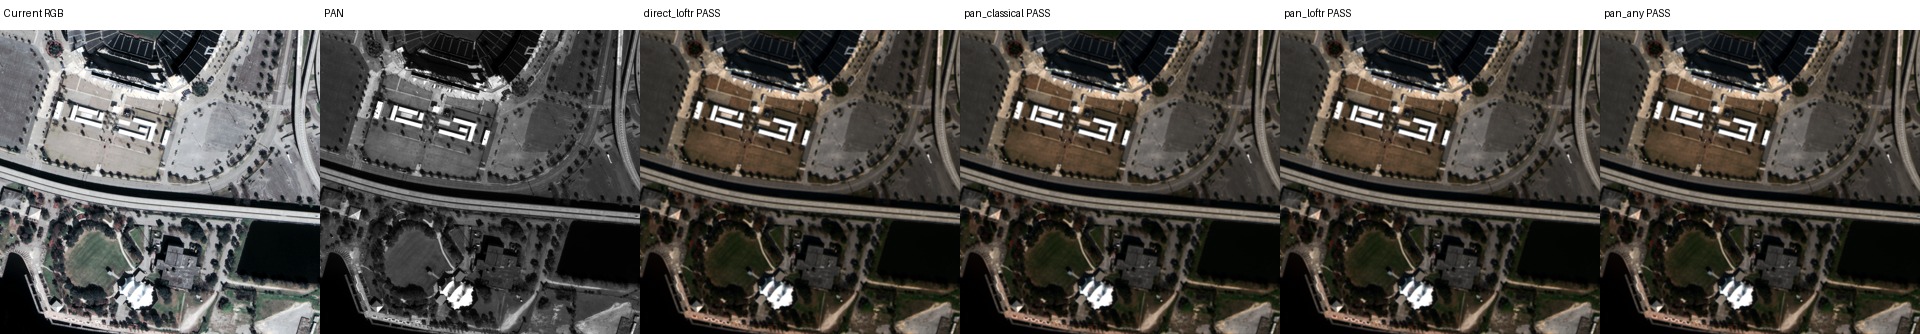 Current RGB
PAN
direct_loftr PASS
pan_classical PASS
pan_loftr PASS
pan_any PASS